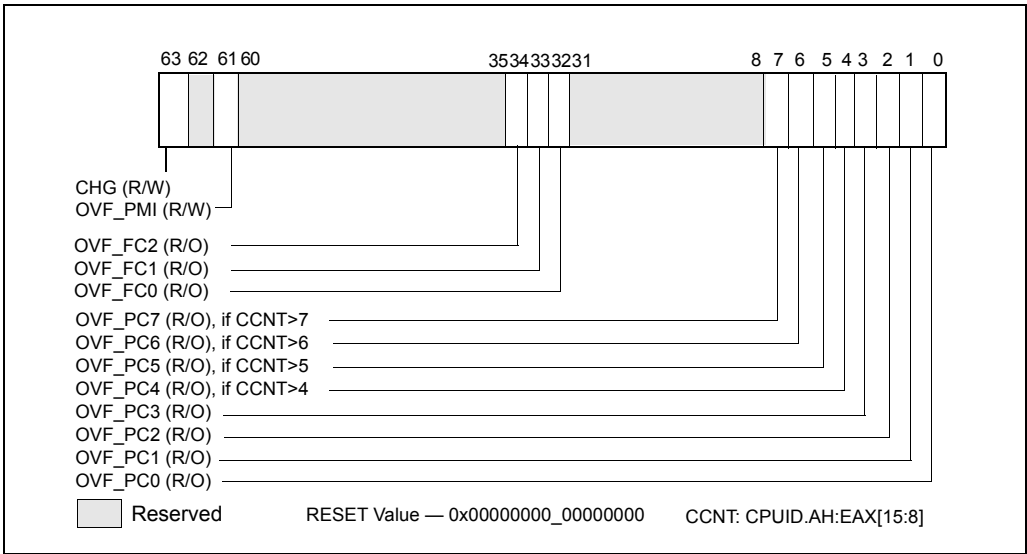 63 62 61 60 35 34 33 32 31 8 7 6 5 4 3 2 1 0
CHG (R/W)
OVF_PMI (R/W)
OVF_FC2 (R/O)
OVF_FC1 (R/O)
OVF_FC0 (R/O)
OVF_PC7 (R/O), if CCNT>7
OVF_PC6 (R/O), if CCNT>6
OVF_PC5 (R/O), if CCNT>5
OVF_PC4 (R/O), if CCNT>4
OVF_PC3 (R/O)
OVF_PC2 (R/O)
OVF_PC1 (R/O)
OVF_PC0 (R/O)
Reserved RESET Value — 0x00000000_00000000 CCNT: CPUID.AH:EAX[15:8]